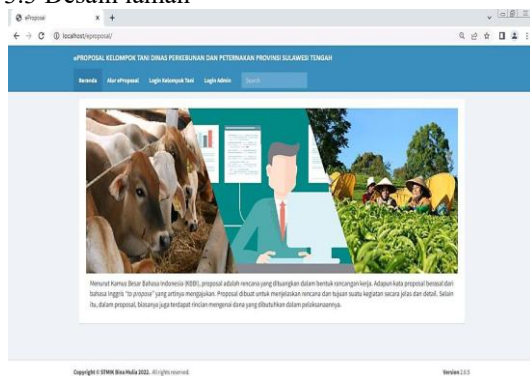 3.3 Desain laman
eProposal
localhost/eproposal/
ePROPOSAL KELOMPOK TANI DINAS PERKEBUNAN DAN PETERNAKAN PROVINSI SULAWESI TENGAH
Beranda Alur eProposal Login Kelompok Tani Login Admin Search
Menurut Kamus Besar Bahasa Indonesia (KBBI), proposal adalah rencana yang dituangkan dalam bentuk rancangan kerja. Adapun kata proposal berasal dari
bahasa inggris "to propose" yang artinya mengajukan. Proposal dibuat untuk menjelaskan rencana dan tujuan suatu kegiatan secara jelas dan detail. Selain
itu, dalam proposal, biasanya juga terdapat rincian mengenai dana yang dibutuhkan dalam pelaksanaannya.
Copyright © STMIK Bina Mulia 2022. All rights reserved.
Version 2.0.0